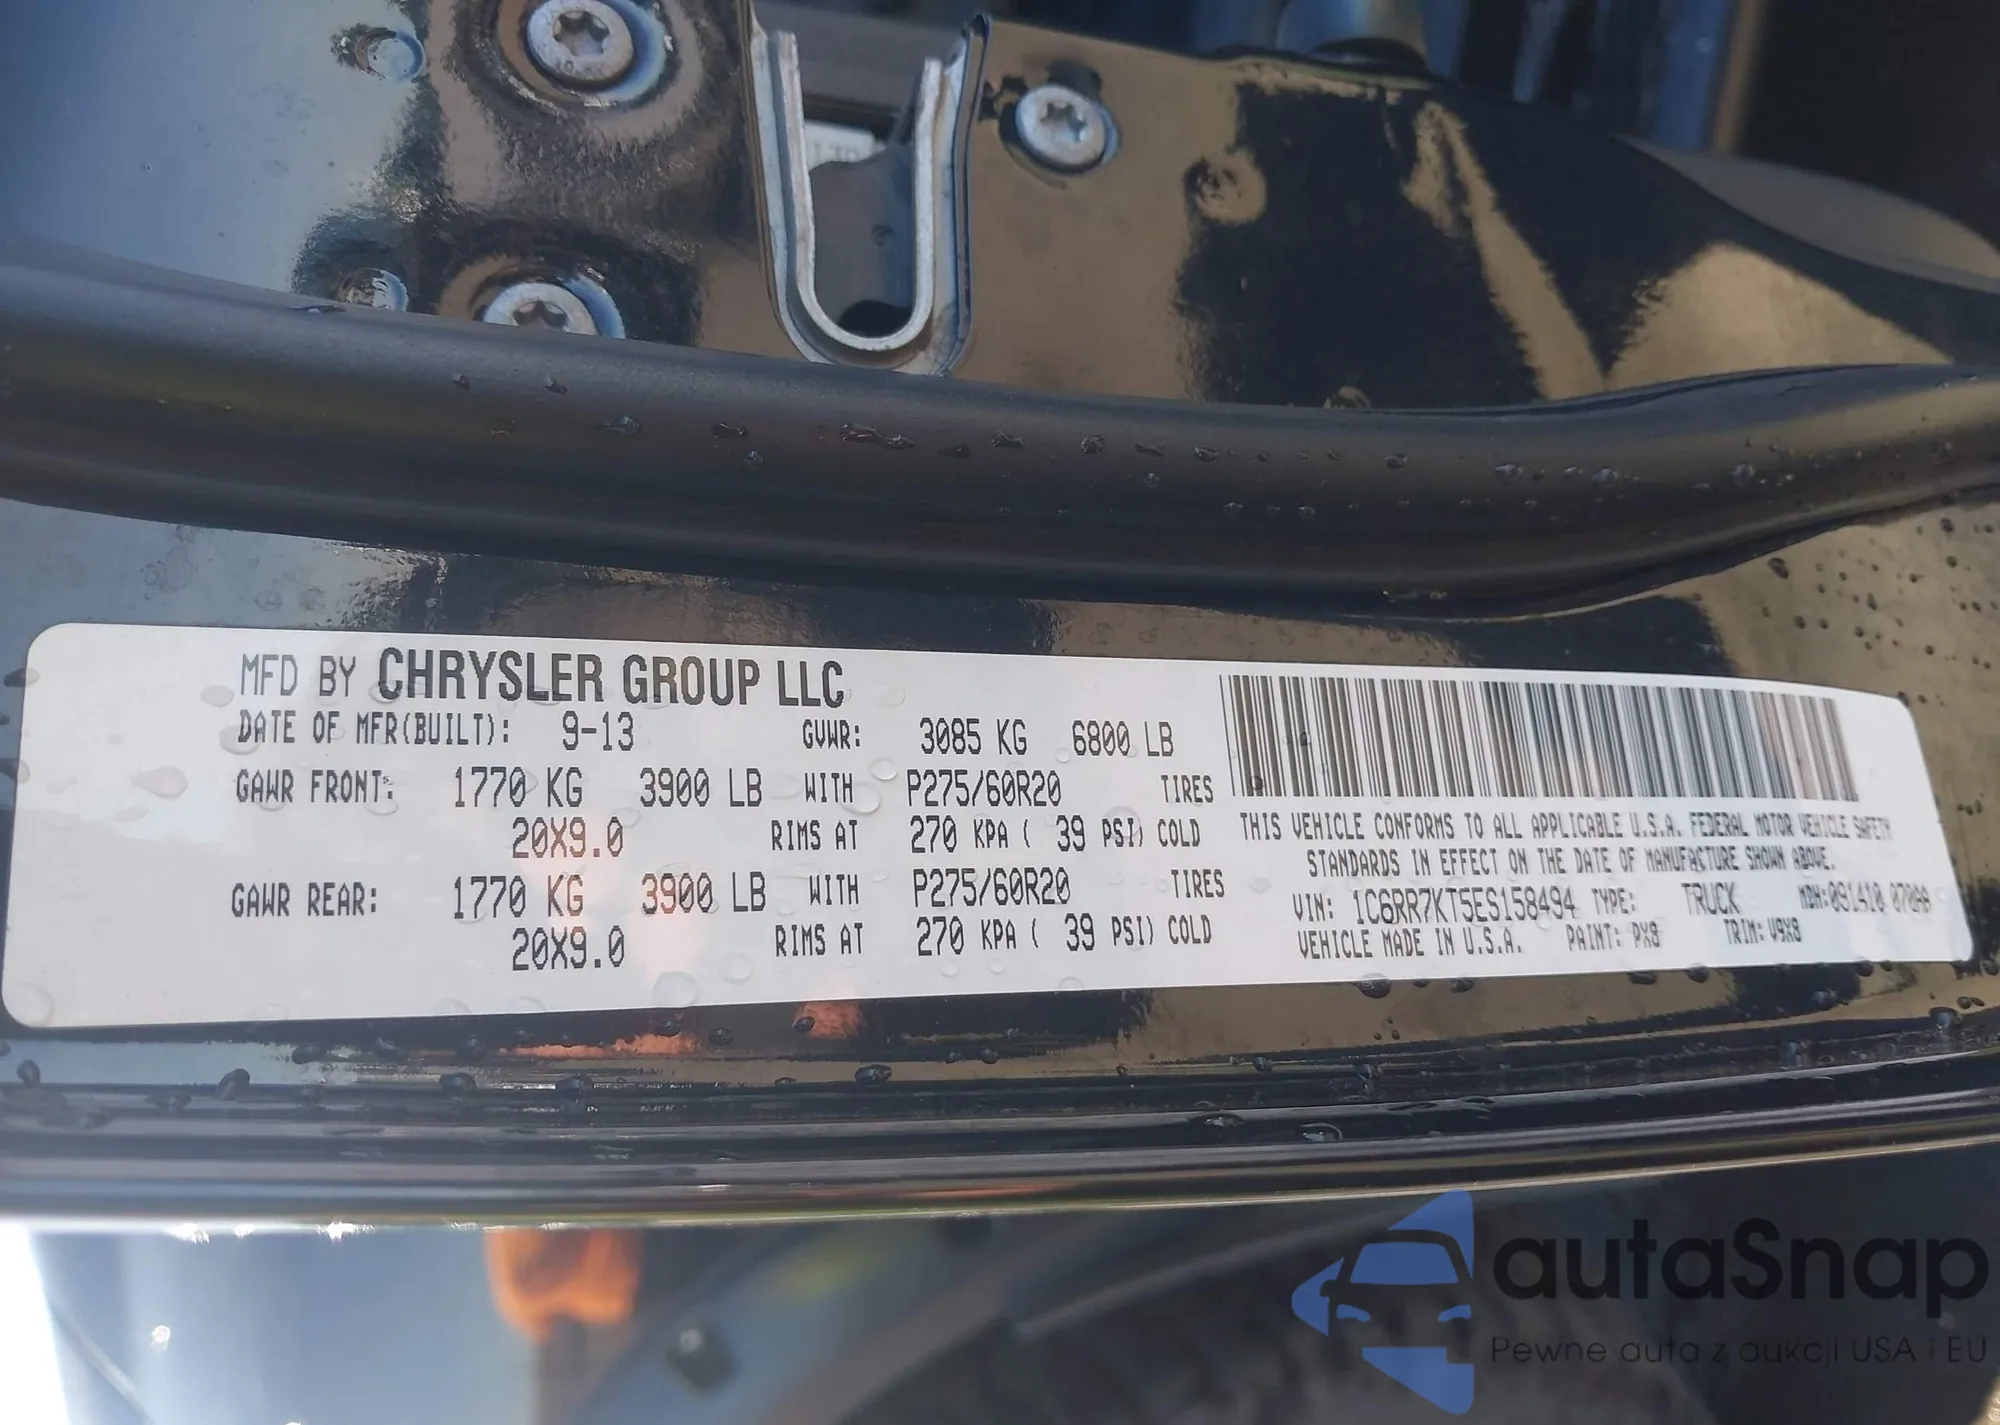 MFD BY CHRYSLER GROUP LLC
DATE OF MFR(BUILT): 9-13 GVWR: 3085 KG 6800 LB
GAWR FRONT: 1770 KG 3900 LB WITH P275/60R20 TIRES
20X9.0 RIMS AT 270 KPA ( 39 PSI) COLD
GAWR REAR: 1770 KG 3900 LB WITH P275/60R20 TIRES
20X9.0 RIMS AT 270 KPA ( 39 PSI) COLD
THIS VEHICLE CONFORMS TO ALL APPLICABLE U.S.A. FEDERAL MOTOR VEHICLE SAFETY
STANDARDS IN EFFECT ON THE DATE OF MANUFACTURE SHOWN ABOVE.
VIN: 1C6RR7KT5ES158494 TYPE: TRUCK MDH: 091410 070AA
VEHICLE MADE IN U.S.A. PAINT: PX8 TRIM: V9X8
autaSnap
Pewne auta z aukcji USA i EU